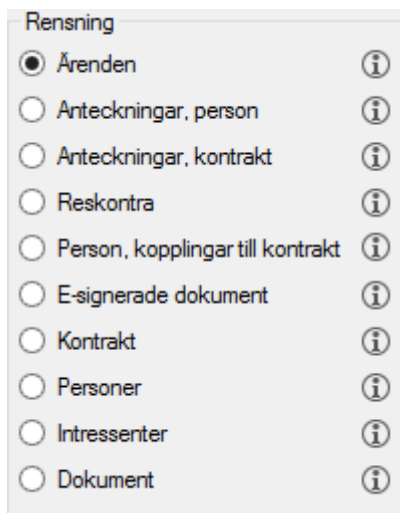 Rensning
Ärenden
Anteckningar, person
Anteckningar, kontrakt
Reskontra
Person, kopplingar till kontrakt
E-signerade dokument
Kontrakt
Personer
Intressenter
Dokument